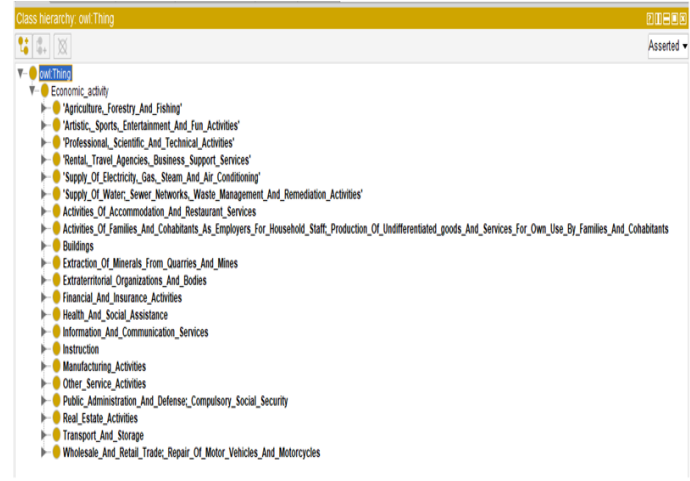 Class hierarchy: owl:Thing
Asserted
owl:Thing
Economic_activity
'Agriculture,_Forestry_And_Fishing'
'Artistic,_Sports,_Entertainment_And_Fun_Activities'
'Professional,_Scientific_And_Technical_Activities'
'Rental,_Travel_Agencies,_Business_Support_Services'
'Supply_Of_Electricity,_Gas,_Steam_And_Air_Conditioning'
'Supply_Of_Water;_Sewer_Networks,_Waste_Management_And_Remediation_Activities'
Activities_Of_Accommodation_And_Restaurant_Services
Activities_Of_Families_And_Cohabitants_As_Employers_For_Household_Staff;_Production_Of_Undifferentiated_goods_And_Services_For_Own_Use_By_Families_And_Cohabitants
Buildings
Extraction_Of_Minerals_From_Quarries_And_Mines
Extraterritorial_Organizations_And_Bodies
Financial_And_Insurance_Activities
Health_And_Social_Assistance
Information_And_Communication_Services
Instruction
Manufacturing_Activities
Other_Service_Activities
Public_Administration_And_Defense;_Compulsory_Social_Security
Real_Estate_Activities
Transport_And_Storage
Wholesale_And_Retail_Trade;_Repair_Of_Motor_Vehicles_And_Motorcycles